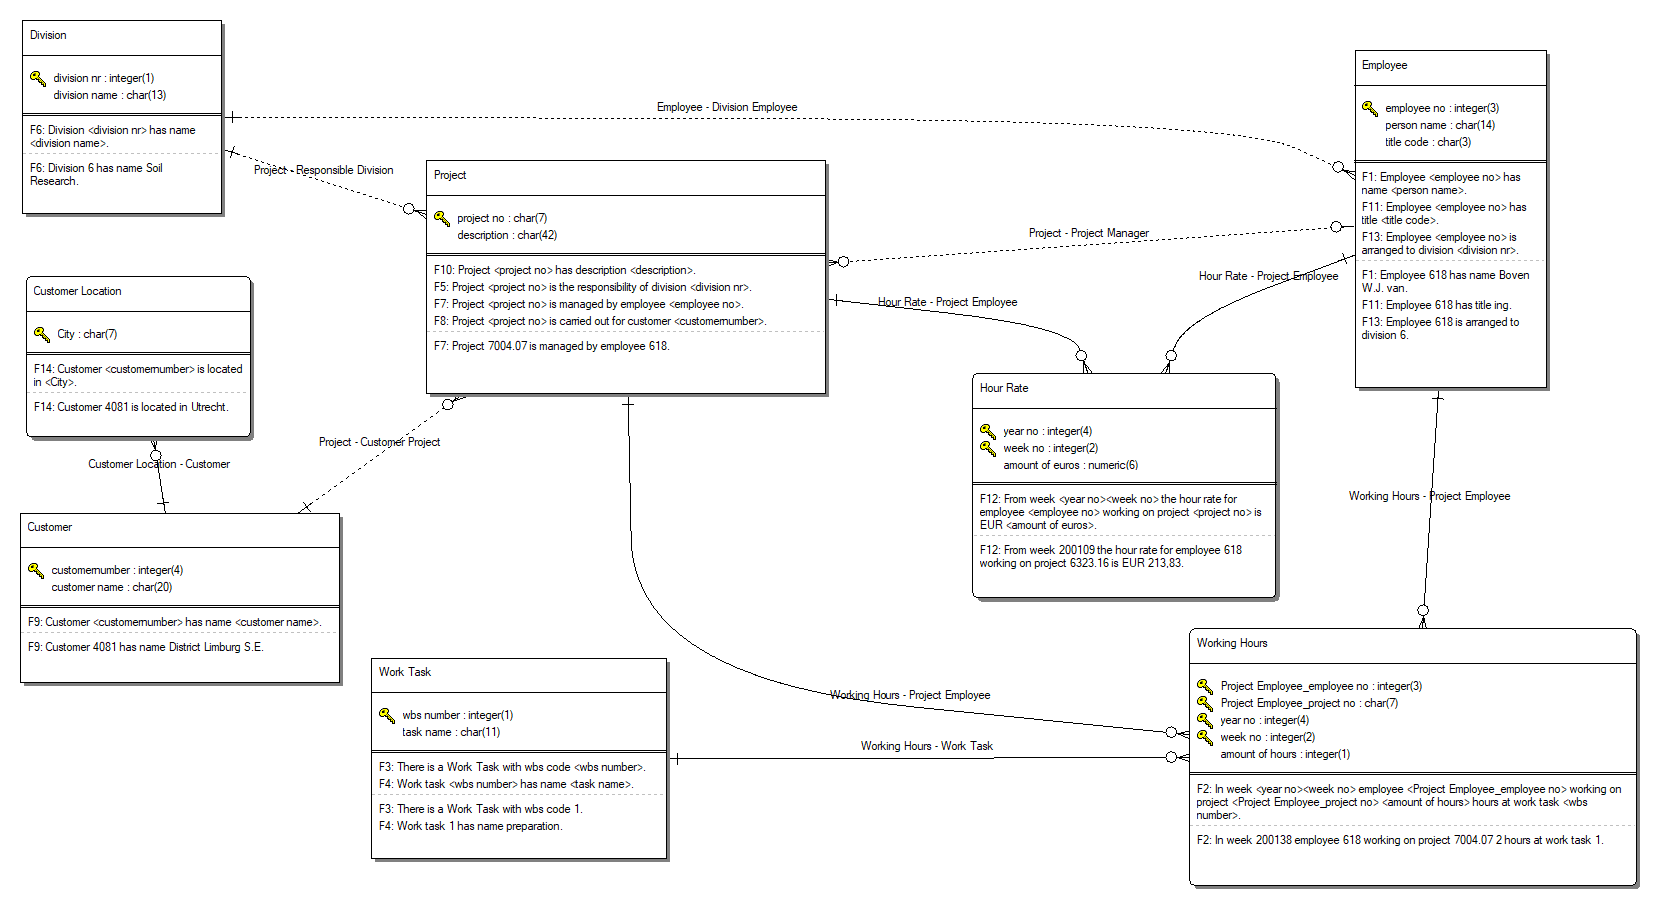 Division
division nr : integer(1)
division name : char(13)
F6: Division <division nr> has name
<division name>.
F6: Division 6 has name Soil
Research.
Employee - Division Employee
Project - Responsible Division
Employee
employee no : integer(3)
person name : char(14)
title code : char(3)
F1: Employee <employee no> has
name <person name>.
F11: Employee <employee no> has
title <title code>.
F13: Employee <employee no> is
arranged to division <division nr>.
F1: Employee 618 has name Boven
W.J. van.
F11: Employee 618 has title ing.
F13: Employee 618 is arranged to
division 6.
Project
project no : char(7)
description : char(42)
F10: Project <project no> has description <description>.
F5: Project <project no> is the responsibility of division <division nr>.
F7: Project <project no> is managed by employee <employee no>.
F8: Project <project no> is carried out for customer <customernumber>.
F7: Project 7004.07 is managed by employee 618.
Project - Project Manager
Hour Rate - Project Employee
Hour Rate - Project Employee
Customer Location
City : char(7)
F14: Customer <customernumber> is located
in <City>.
F14: Customer 4081 is located in Utrecht.
Customer Location - Customer
Project - Customer Project
Hour Rate
year no : integer(4)
week no : integer(2)
amount of euros : numeric(6)
F12: From week <year no><week no> the hour rate for
employee <employee no> working on project <project no> is
EUR <amount of euros>.
F12: From week 200109 the hour rate for employee 618
working on project 6323.16 is EUR 213,83.
Working Hours - Project Employee
Customer
customernumber : integer(4)
customer name : char(20)
F9: Customer <customernumber> has name <customer name>.
F9: Customer 4081 has name District Limburg S.E.
Work Task
wbs number : integer(1)
task name : char(11)
F3: There is a Work Task with wbs code <wbs number>.
F4: Work task <wbs number> has name <task name>.
F3: There is a Work Task with wbs code 1.
F4: Work task 1 has name preparation.
Working Hours - Project Employee
Working Hours - Work Task
Working Hours
Project Employee_employee no : integer(3)
Project Employee_project no : char(7)
year no : integer(4)
week no : integer(2)
amount of hours : integer(1)
F2: In week <year no><week no> employee <Project Employee_employee no> working on
project <Project Employee_project no> <amount of hours> hours at work task <wbs
number>.
F2: In week 200138 employee 618 working on project 7004.07 2 hours at work task 1.